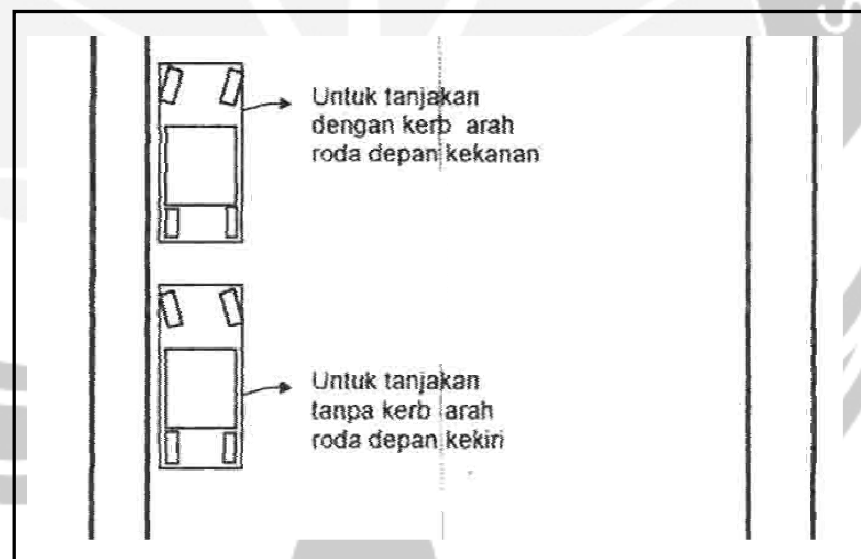 Untuk tanjakan
dengan kerb arah
roda depan kekanan
Untuk tanjakan
tanpa kerb arah
roda depan kekiri